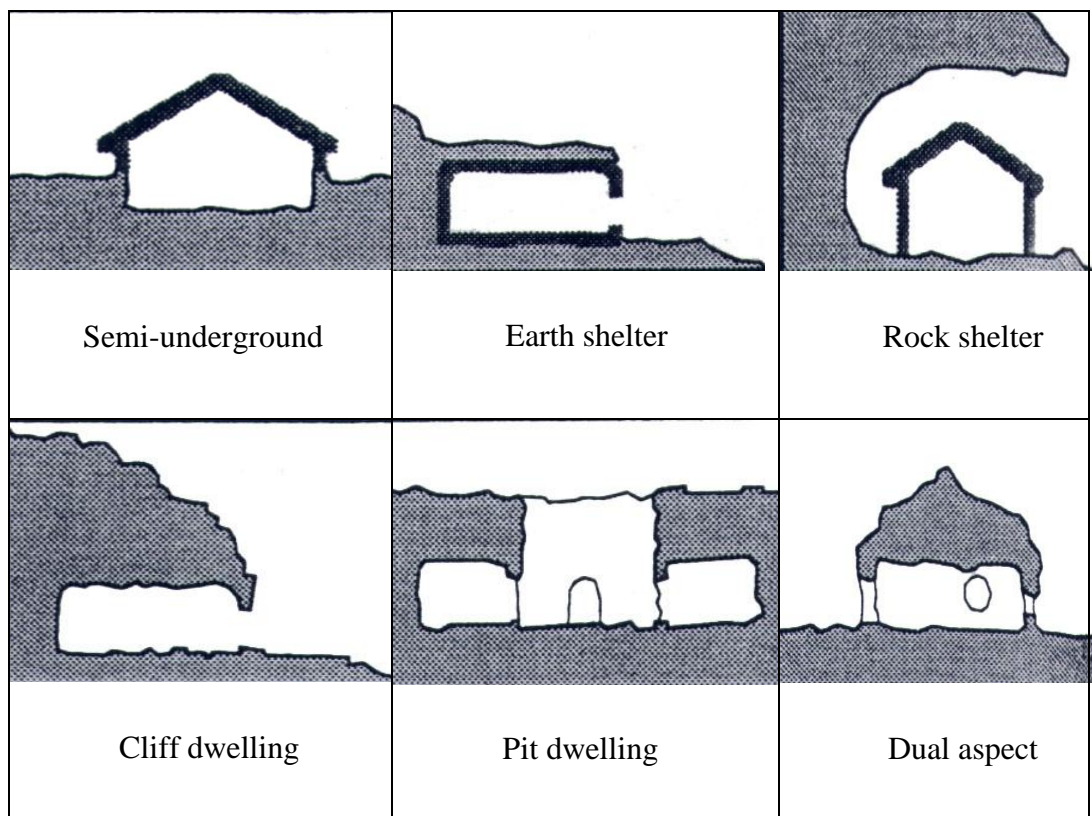 Semi-underground
Earth shelter
Rock shelter
Cliff dwelling
Pit dwelling
Dual aspect